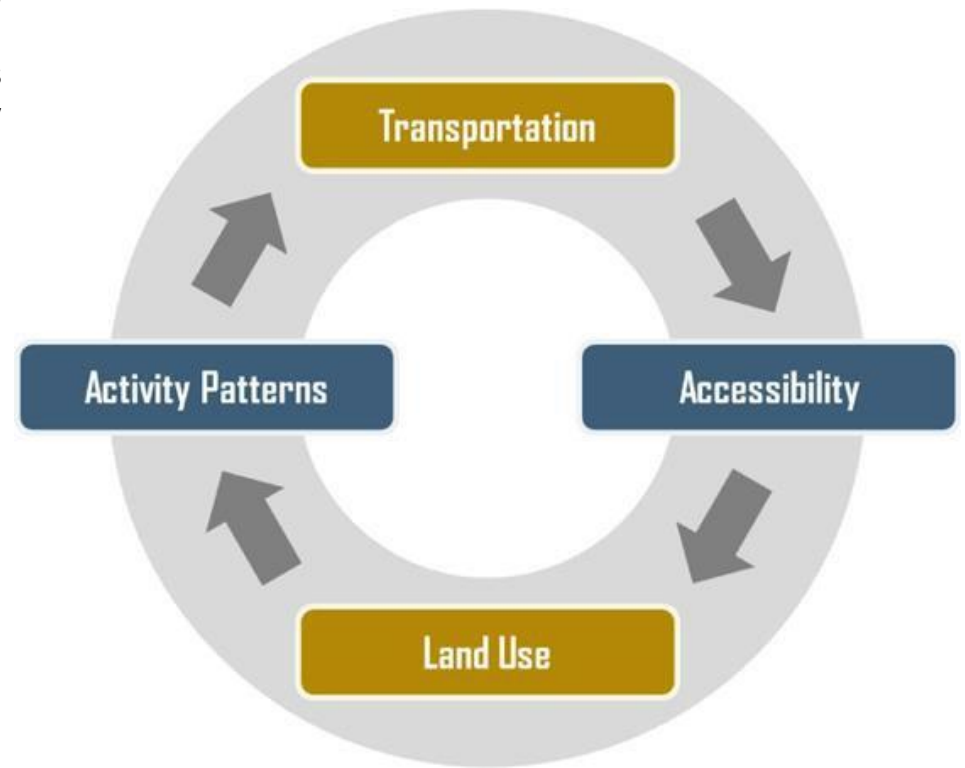 Transportation
Activity Patterns
Accessibility
Land Use